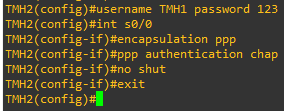 TMH2(config)#username TMH1 password 123
TMH2(config)#int s0/0
TMH2(config-if)#encapsulation ppp
TMH2(config-if)#ppp authentication chap
TMH2(config-if)#no shut
TMH2(config-if)#exit
TMH2(config)#